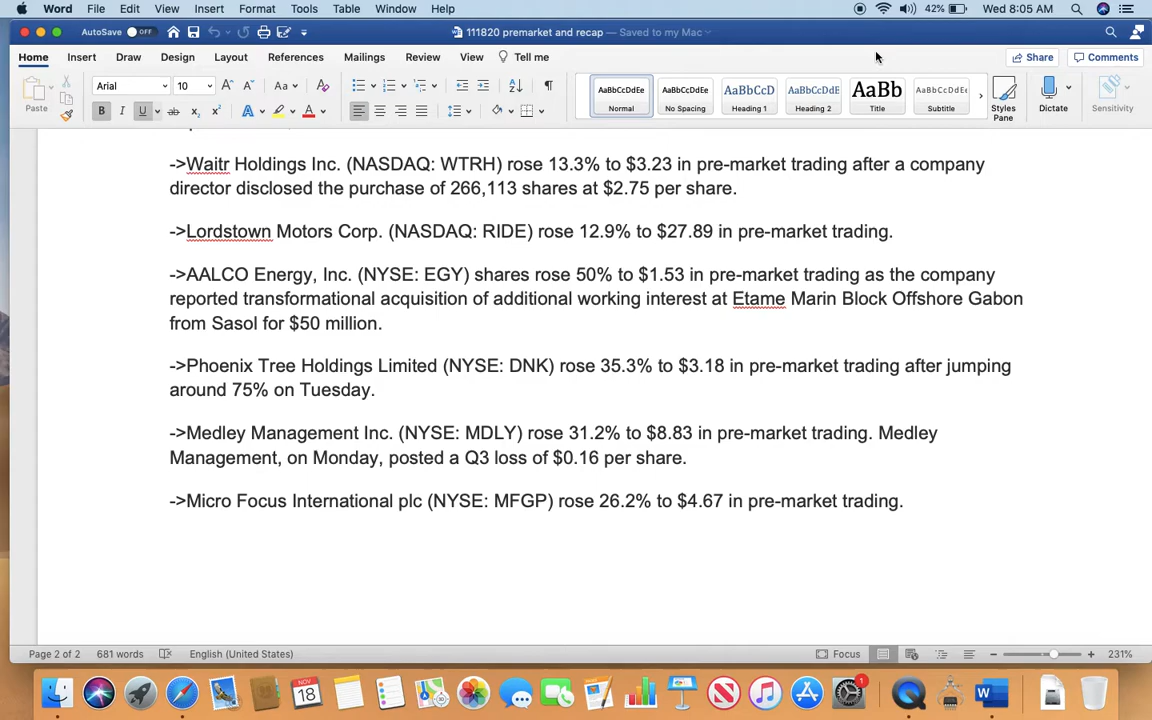 Word File Edit View Insert Format Tools Table Window Help 42% Wed 8:05 AM
AutoSave OFF 111820 premarket and recap — Saved to my Mac
Home Insert Draw Design Layout References Mailings Review View Tell me Share Comments
Paste Arial 10 Aa AaBbCcDdEe Normal AaBbCcDdEe No Spacing AaBbCcD Heading 1 AaBbCcDdE Heading 2 AaBb Title AaBbCcDdE Subtitle Styles Pane Dictate Sensitivity
->Waitr Holdings Inc. (NASDAQ: WTRH) rose 13.3% to $3.23 in pre-market trading after a company
director disclosed the purchase of 266,113 shares at $2.75 per share.
->Lordstown Motors Corp. (NASDAQ: RIDE) rose 12.9% to $27.89 in pre-market trading.
->AALCO Energy, Inc. (NYSE: EGY) shares rose 50% to $1.53 in pre-market trading as the company
reported transformational acquisition of additional working interest at Etame Marin Block Offshore Gabon
from Sasol for $50 million.
->Phoenix Tree Holdings Limited (NYSE: DNK) rose 35.3% to $3.18 in pre-market trading after jumping
around 75% on Tuesday.
->Medley Management Inc. (NYSE: MDLY) rose 31.2% to $8.83 in pre-market trading. Medley
Management, on Monday, posted a Q3 loss of $0.16 per share.
->Micro Focus International plc (NYSE: MFGP) rose 26.2% to $4.67 in pre-market trading.
Page 2 of 2 681 words English (United States) Focus 231%
NOV
18
1